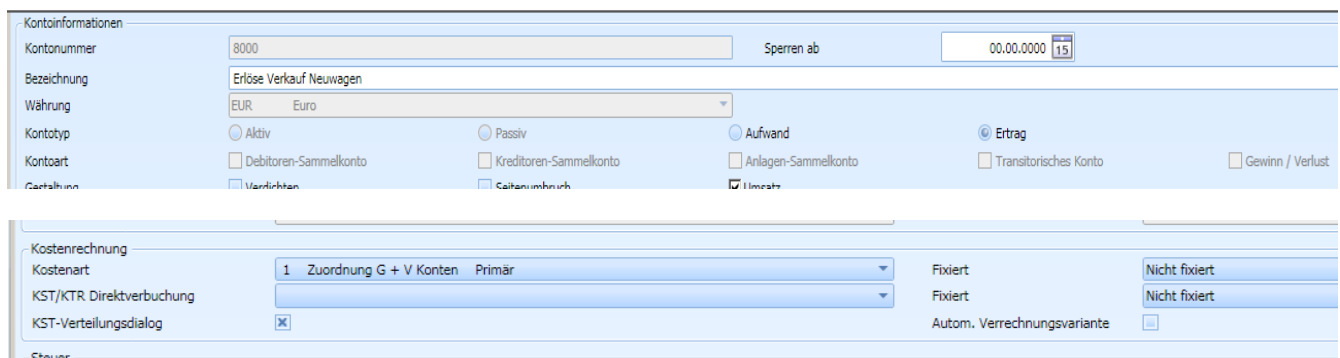 Kontoinformationen
Kontonummer 8000 Sperren ab 00.00.0000 15
Bezeichnung Erlöse Verkauf Neuwagen
Währung EUR Euro
Kontotyp Aktiv Passiv Aufwand Ertrag
Kontoart Debitoren-Sammelkonto Kreditoren-Sammelkonto Anlagen-Sammelkonto Transitorisches Konto Gewinn / Verlust
Gestaltung Verdichten Seitenumbruch Umsatz
Kostenrechnung
Kostenart 1 Zuordnung G + V Konten Primär Fixiert Nicht fixiert
KST/KTR Direktverbuchung Fixiert Nicht fixiert
KST-Verteilungsdialog Autom. Verrechnungsvariante
Steuer